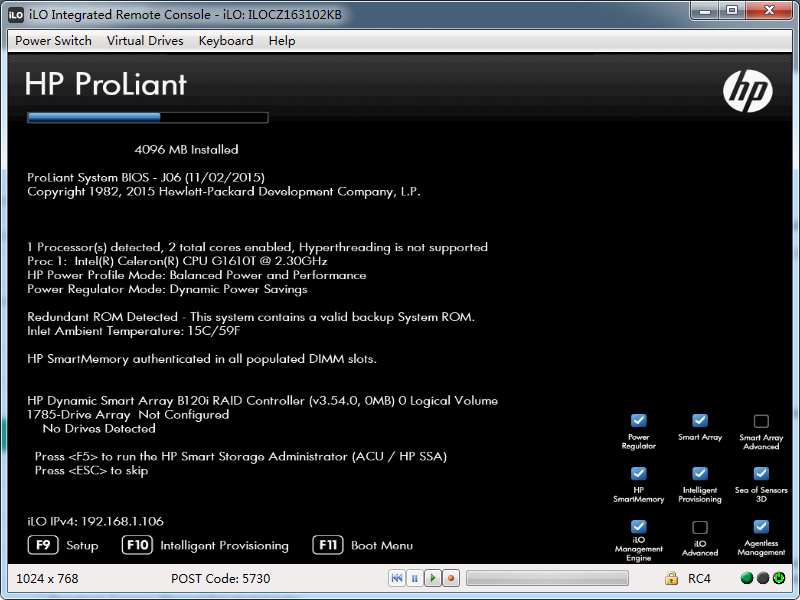 iLO iLO Integrated Remote Console - iLO: ILOCZ163102KB
Power Switch Virtual Drives Keyboard Help
HP ProLiant
hp
4096 MB Installed
ProLiant System BIOS - J06 (11/02/2015)
Copyright 1982, 2015 Hewlett-Packard Development Company, L.P.
1 Processor(s) detected, 2 total cores enabled, Hyperthreading is not supported
Proc 1: Intel(R) Celeron(R) CPU G1610T @ 2.30GHz
HP Power Profile Mode: Balanced Power and Performance
Power Regulator Mode: Dynamic Power Savings
Redundant ROM Detected - This system contains a valid backup System ROM.
Inlet Ambient Temperature: 15C/59F
HP SmartMemory authenticated in all populated DIMM slots.
HP Dynamic Smart Array B120i RAID Controller (v3.54.0, 0MB) 0 Logical Volume
1785-Drive Array Not Configured
No Drives Detected
Press <F5> to run the HP Smart Storage Administrator (ACU / HP SSA)
Press <ESC> to skip
Power Regulator
Smart Array
Smart Array Advanced
HP SmartMemory
Intelligent Provisioning
Sea of Sensors 3D
iLO Management Engine
iLO Advanced
Agentless Management
iLO IPv4: 192.168.1.106
F9 Setup F10 Intelligent Provisioning F11 Boot Menu
1024 x 768 POST Code: 5730 RC4